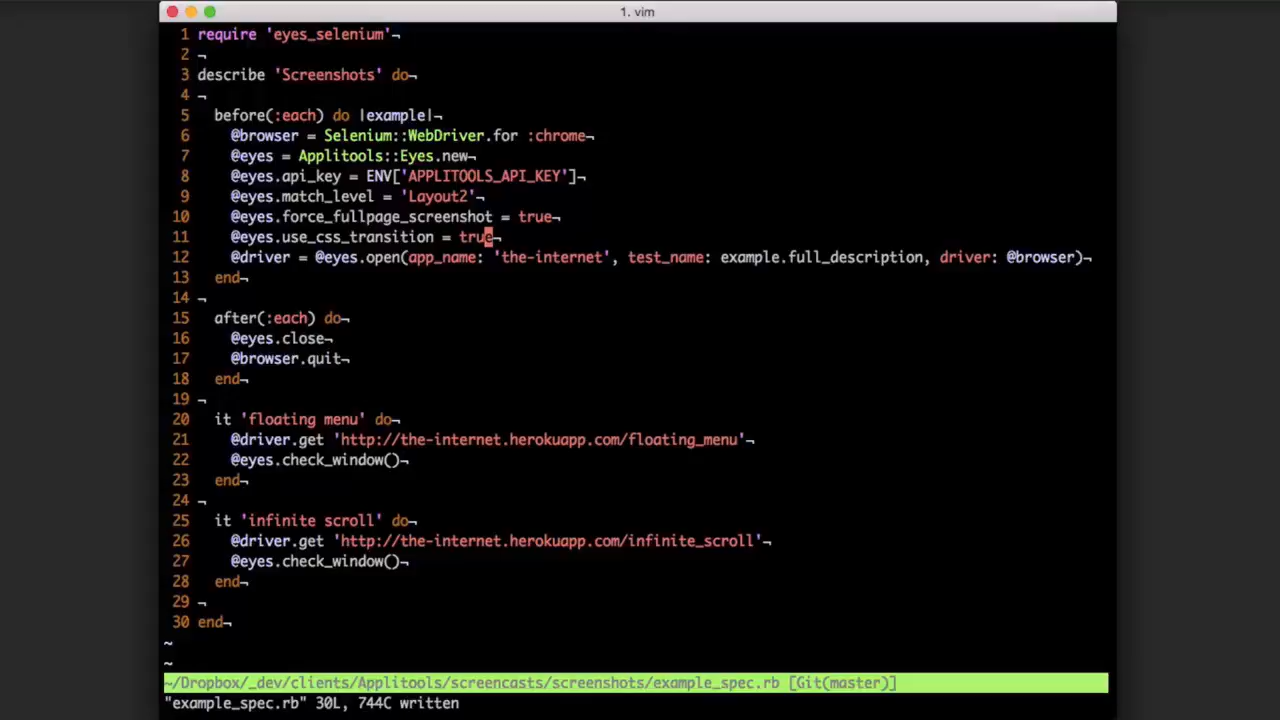 1. vim
1 require 'eyes_selenium'¬
2 ¬
3 describe 'Screenshots' do¬
4 ¬
5 before(:each) do |example|¬
6 @browser = Selenium::WebDriver.for :chrome¬
7 @eyes = Applitools::Eyes.new¬
8 @eyes.api_key = ENV['APPLITOOLS_API_KEY']¬
9 @eyes.match_level = 'Layout2'¬
10 @eyes.force_fullpage_screenshot = true¬
11 @eyes.use_css_transition = true¬
12 @driver = @eyes.open(app_name: 'the-internet', test_name: example.full_description, driver: @browser)¬
13 end¬
14 ¬
15 after(:each) do¬
16 @eyes.close¬
17 @browser.quit¬
18 end¬
19 ¬
20 it 'floating menu' do¬
21 @driver.get 'http://the-internet.herokuapp.com/floating_menu'¬
22 @eyes.check_window()¬
23 end¬
24 ¬
25 it 'infinite scroll' do¬
26 @driver.get 'http://the-internet.herokuapp.com/infinite_scroll'¬
27 @eyes.check_window()¬
28 end¬
29 ¬
30 end¬
~
~
~/Dropbox/_dev/clients/Applitools/screencasts/screenshots/example_spec.rb [Git(master)]
"example_spec.rb" 30L, 744C written